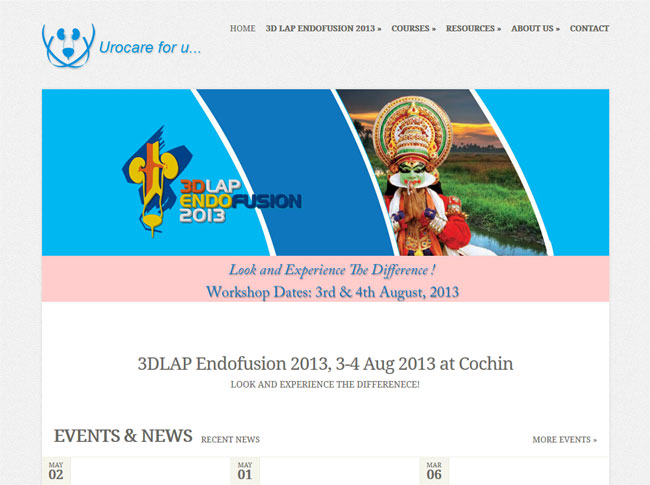 Urocare for u...
HOME 3D LAP ENDOFUSION 2013 » COURSES » RESOURCES » ABOUT US » CONTACT
3DLAP
ENDOFUSION
2013
Look and Experience The Difference !
Workshop Dates: 3rd & 4th August, 2013
3DLAP Endofusion 2013, 3-4 Aug 2013 at Cochin
LOOK AND EXPERIENCE THE DIFFERENECE!
EVENTS & NEWS RECENT NEWS MORE EVENTS »
MAY MAY MAR
02 01 06